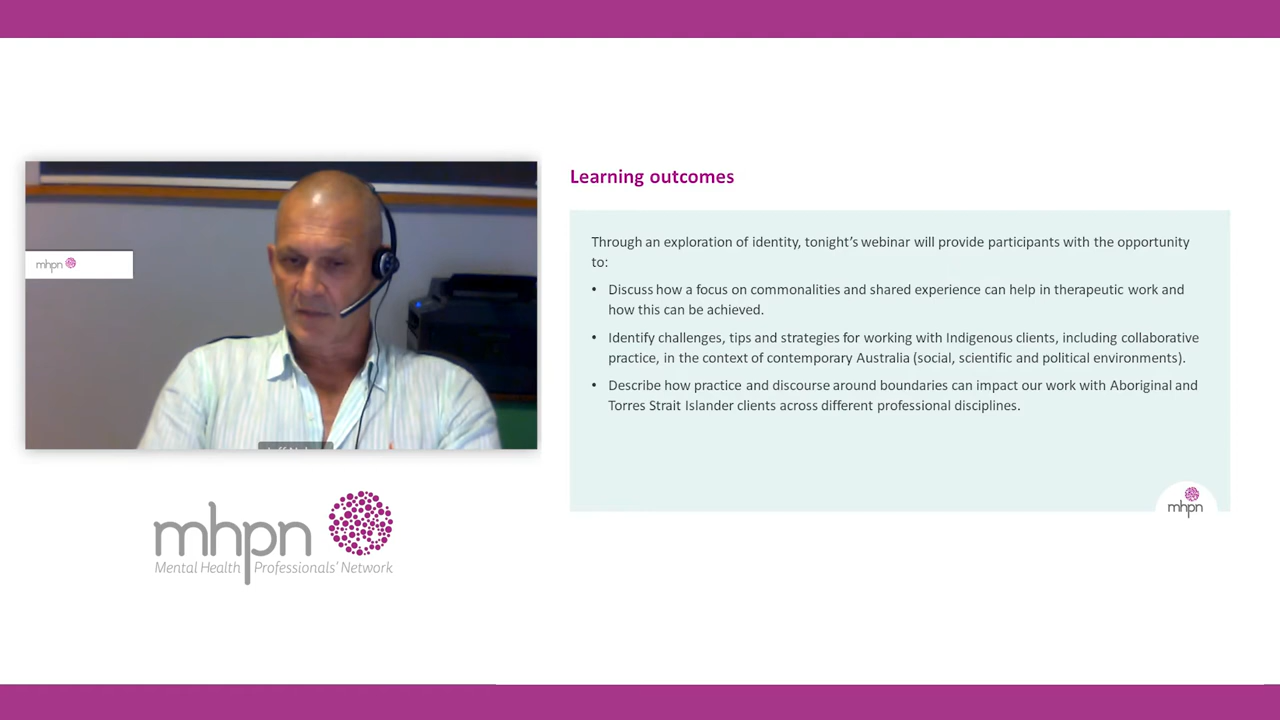 mhpn
Learning outcomes
Through an exploration of identity, tonight's webinar will provide participants with the opportunity
to:
• Discuss how a focus on commonalities and shared experience can help in therapeutic work and
how this can be achieved.
• Identify challenges, tips and strategies for working with Indigenous clients, including collaborative
practice, in the context of contemporary Australia (social, scientific and political environments).
• Describe how practice and discourse around boundaries can impact our work with Aboriginal and
Torres Strait Islander clients across different professional disciplines.
mhpn
mhpn
Mental Health Professionals' Network